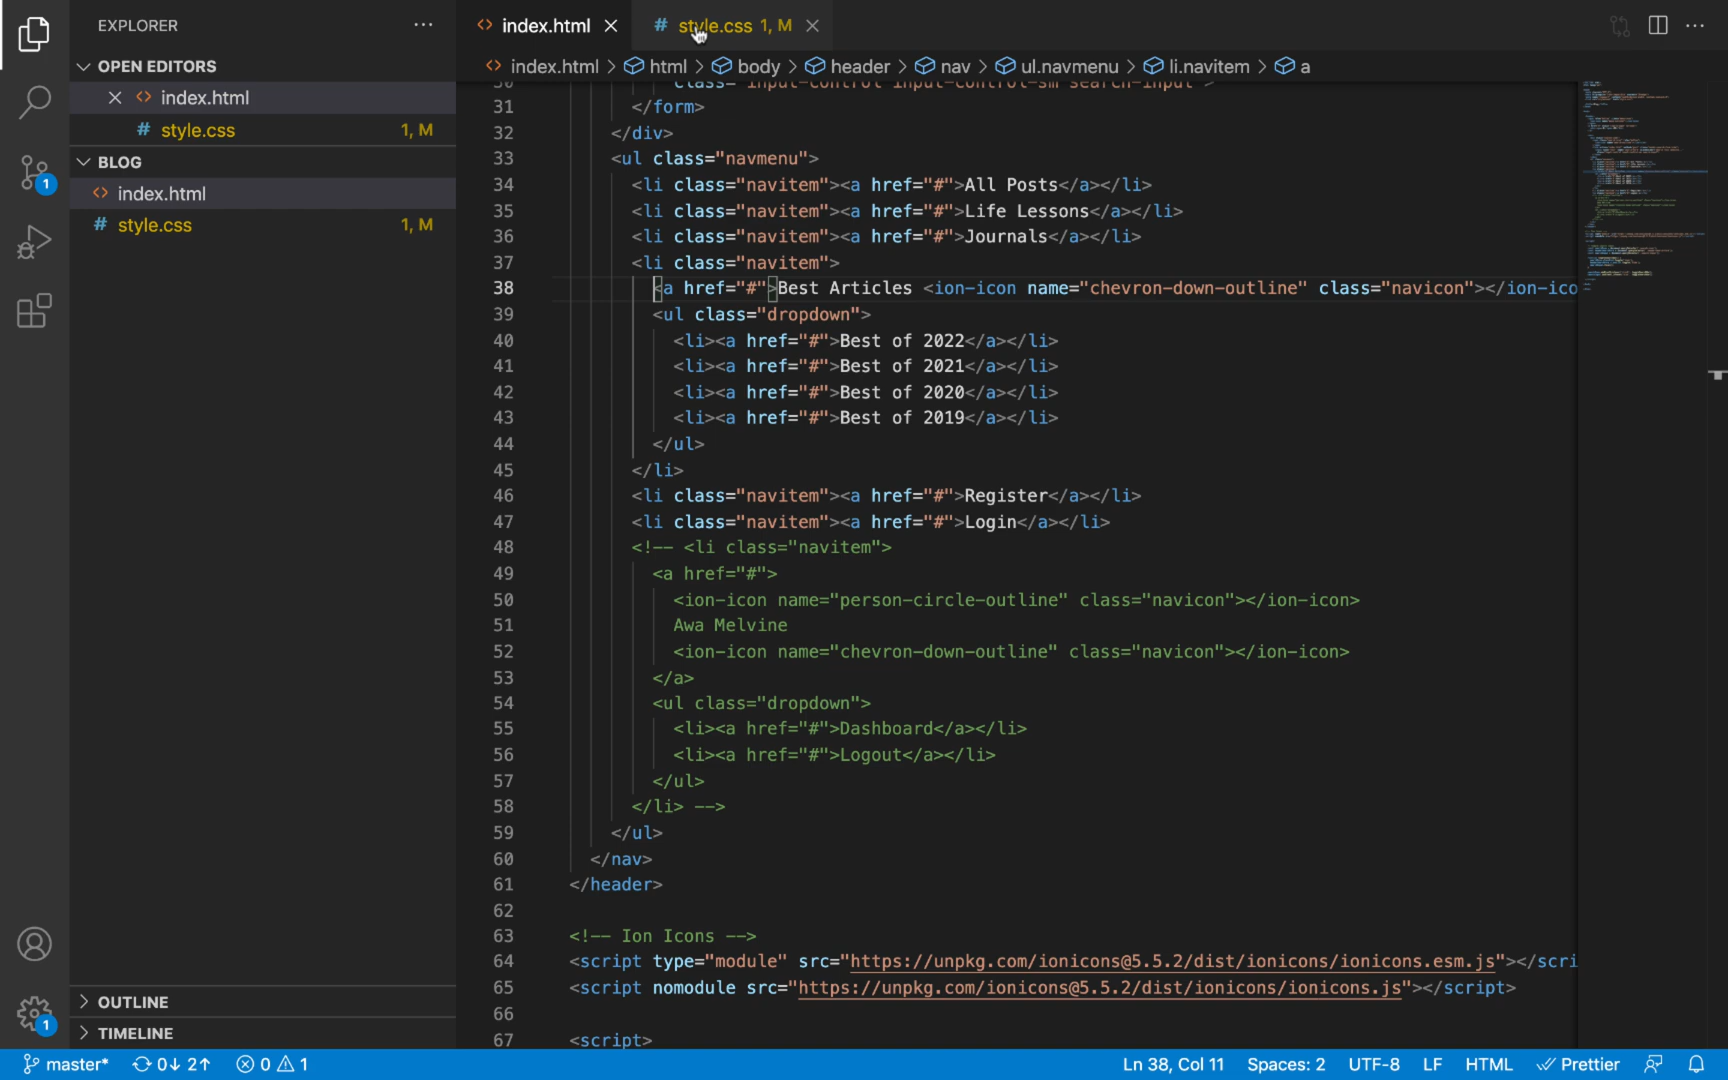 EXPLORER
index.html
style.css 1, M
OPEN EDITORS
index.html
style.css 1, M
BLOG
index.html
style.css 1, M
OUTLINE
TIMELINE
index.html > html > body > header > nav > ul.navmenu > li.navitem > a
30 class="input-control input-control-sm search-input">
31 </form>
32 </div>
33 <ul class="navmenu">
34 <li class="navitem"><a href="#">All Posts</a></li>
35 <li class="navitem"><a href="#">Life Lessons</a></li>
36 <li class="navitem"><a href="#">Journals</a></li>
37 <li class="navitem">
38 <a href="#">Best Articles <ion-icon name="chevron-down-outline" class="navicon"></ion-ico
39 <ul class="dropdown">
40 <li><a href="#">Best of 2022</a></li>
41 <li><a href="#">Best of 2021</a></li>
42 <li><a href="#">Best of 2020</a></li>
43 <li><a href="#">Best of 2019</a></li>
44 </ul>
45 </li>
46 <li class="navitem"><a href="#">Register</a></li>
47 <li class="navitem"><a href="#">Login</a></li>
48 <!-- <li class="navitem">
49 <a href="#">
50 <ion-icon name="person-circle-outline" class="navicon"></ion-icon>
51 Awa Melvine
52 <ion-icon name="chevron-down-outline" class="navicon"></ion-icon>
53 </a>
54 <ul class="dropdown">
55 <li><a href="#">Dashboard</a></li>
56 <li><a href="#">Logout</a></li>
57 </ul>
58 </li> -->
59 </ul>
60 </nav>
61 </header>
62
63 <!-- Ion Icons -->
64 <script type="module" src="https://unpkg.com/ionicons@5.5.2/dist/ionicons/ionicons.esm.js"></scri
65 <script nomodule src="https://unpkg.com/ionicons@5.5.2/dist/ionicons/ionicons.js"></script>
66
67 <script>
1
1
master* 0↓ 2↑ 0 1 Ln 38, Col 11 Spaces: 2 UTF-8 LF HTML Prettier